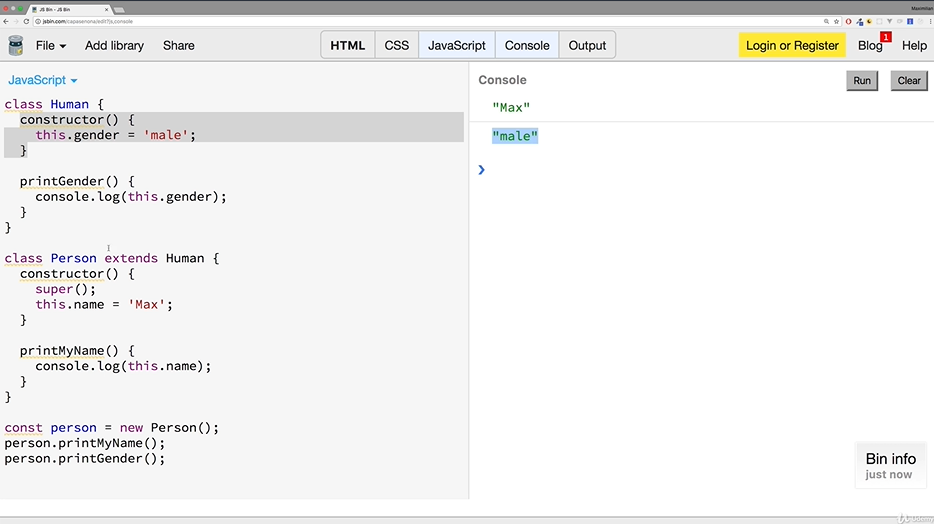 JS Bin - JS Bin
Maximilian
jsbin.com/capasenona/edit?js,console
File
Add library
Share
HTML
CSS
JavaScript
Console
Output
Login or Register
Blog
1
Help
JavaScript
class Human {
constructor() {
this.gender = 'male';
}
printGender() {
console.log(this.gender);
}
}
class Person extends Human {
constructor() {
super();
this.name = 'Max';
}
printMyName() {
console.log(this.name);
}
}
const person = new Person();
person.printMyName();
person.printGender();
Console
Run
Clear
"Max"
"male"
Bin info
just now
Udemy